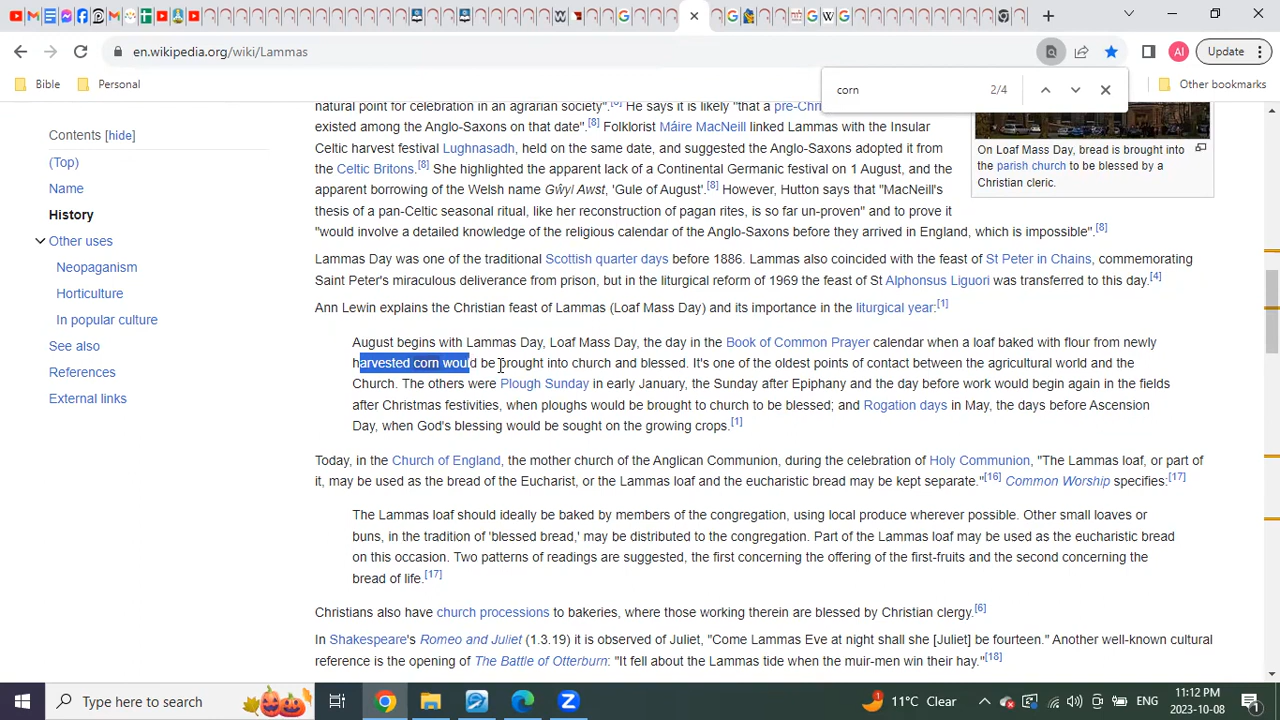 en.wikipedia.org/wiki/Lammas
Update
Bible
Personal
corn
2/4
Other bookmarks
AI
Contents [hide]
(Top)
Name
History
Other uses
Neopaganism
Horticulture
In popular culture
See also
References
External links
natural point for celebration in an agrarian society".[8] He says it is likely "that a pre-Chri
existed among the Anglo-Saxons on that date".[8] Folklorist Máire MacNeill linked Lammas with the Insular
Celtic harvest festival Lughnasadh, held on the same date, and suggested the Anglo-Saxons adopted it from
the Celtic Britons.[8] She highlighted the apparent lack of a Continental Germanic festival on 1 August, and the
apparent borrowing of the Welsh name Gŵyl Awst, 'Gule of August'.[8] However, Hutton says that "MacNeill's
thesis of a pan-Celtic seasonal ritual, like her reconstruction of pagan rites, is so far un-proven" and to prove it
"would involve a detailed knowledge of the religious calendar of the Anglo-Saxons before they arrived in England, which is impossible".[8]
On Loaf Mass Day, bread is brought into
the parish church to be blessed by a
Christian cleric.
Lammas Day was one of the traditional Scottish quarter days before 1886. Lammas also coincided with the feast of St Peter in Chains, commemorating
Saint Peter's miraculous deliverance from prison, but in the liturgical reform of 1969 the feast of St Alphonsus Liguori was transferred to this day.[4]
Ann Lewin explains the Christian feast of Lammas (Loaf Mass Day) and its importance in the liturgical year:[1]
August begins with Lammas Day, Loaf Mass Day, the day in the Book of Common Prayer calendar when a loaf baked with flour from newly
harvested corn would be brought into church and blessed. It's one of the oldest points of contact between the agricultural world and the
Church. The others were Plough Sunday in early January, the Sunday after Epiphany and the day before work would begin again in the fields
after Christmas festivities, when ploughs would be brought to church to be blessed; and Rogation days in May, the days before Ascension
Day, when God's blessing would be sought on the growing crops.[1]
Today, in the Church of England, the mother church of the Anglican Communion, during the celebration of Holy Communion, "The Lammas loaf, or part of
it, may be used as the bread of the Eucharist, or the Lammas loaf and the eucharistic bread may be kept separate."[16] Common Worship specifies:[17]
The Lammas loaf should ideally be baked by members of the congregation, using local produce wherever possible. Other small loaves or
buns, in the tradition of 'blessed bread,' may be distributed to the congregation. Part of the Lammas loaf may be used as the eucharistic bread
on this occasion. Two patterns of readings are suggested, the first concerning the offering of the first-fruits and the second concerning the
bread of life.[17]
Christians also have church processions to bakeries, where those working therein are blessed by Christian clergy.[6]
In Shakespeare's Romeo and Juliet (1.3.19) it is observed of Juliet, "Come Lammas Eve at night shall she [Juliet] be fourteen." Another well-known cultural
reference is the opening of The Battle of Otterburn: "It fell about the Lammas tide when the muir-men win their hay."[18]
Type here to search
1
11°C Clear
ENG
11:12 PM
2023-10-08
1